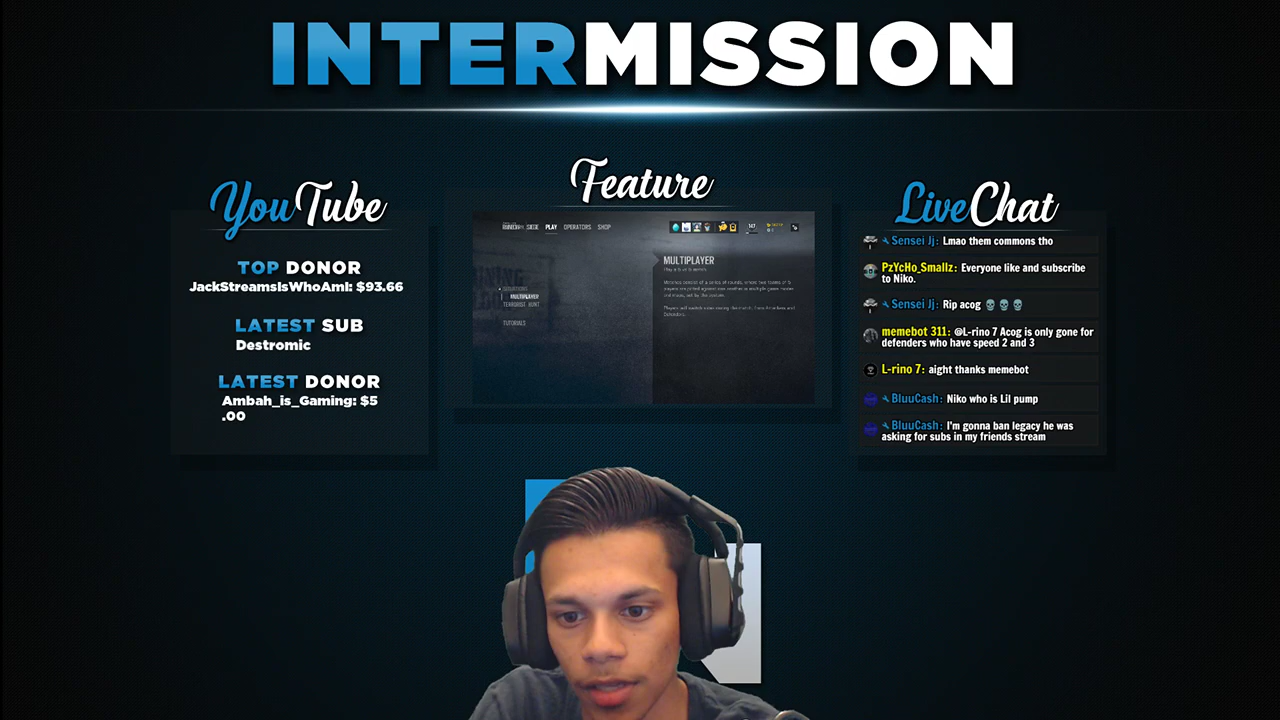 INTERMISSION
YouTube
TOP DONOR
JackStreamsIsWhoAmI: $93.66
LATEST SUB
Destromic
LATEST DONOR
Ambah_is_Gaming: $5
.00
Feature
PLAY OPERATORS SHOP
147
MULTIPLAYER
MULTIPLAYER
TERRORIST HUNT
TUTORIALS
LiveChat
Sensei Jj: Lmao them commons tho
PzYcHo_Smallz: Everyone like and subscribe
to Niko.
Sensei Jj: Rip acog 💀💀💀
memebot 311: @L-rino 7 Acog is only gone for
defenders who have speed 2 and 3
L-rino 7: aight thanks memebot
BluuCash: Niko who is Lil pump
BluuCash: I'm gonna ban legacy he was
asking for subs in my friends stream